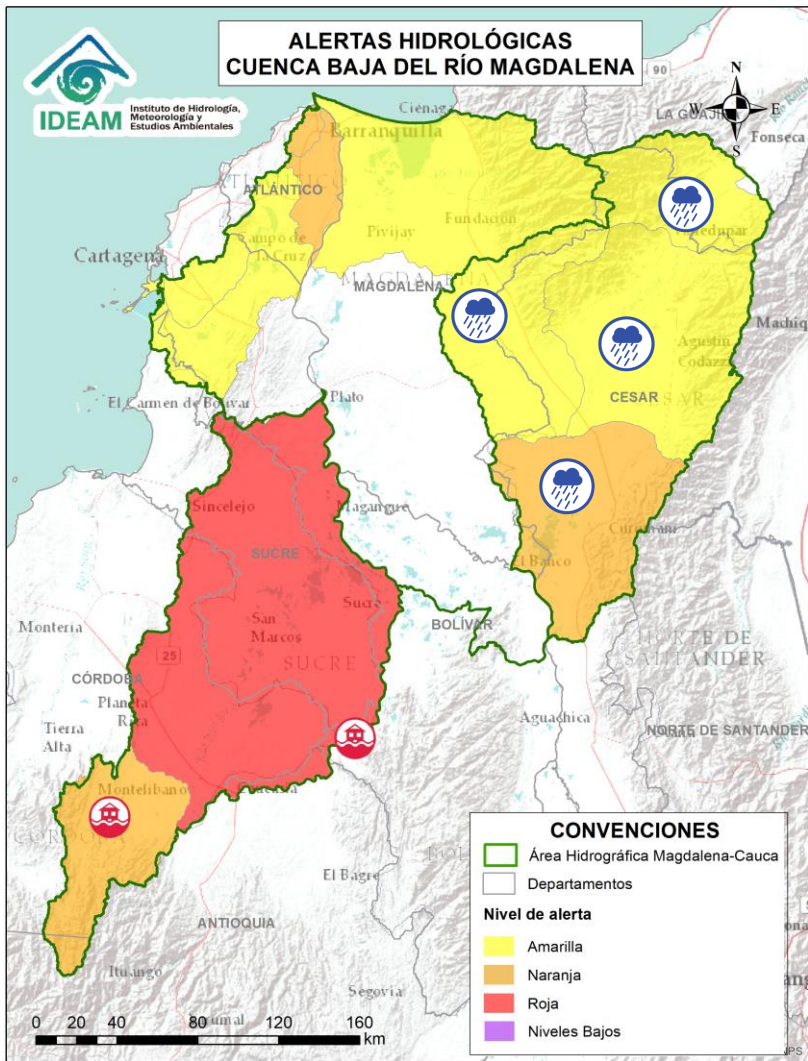 ALERTAS HIDROLÓGICAS
CUENCA BAJA DEL RÍO MAGDALENA
IDEAM
Instituto de Hidrología,
Meteorología y
Estudios Ambientales
N
W
E
S
90
Ciénaga
LA GUAJIRA
Fonseca
Barranquilla
ATLÁNTICO
Fundación
Pivijay
Cartagena
Campo de
la Cruz
MAGDALENA
Agustín
Codazzi
CESAR
Plato
El Carmen de Bolívar
Sincelejo
Magangué
Curumaní
SUCRE
El Banco
San
Marcos
Sucre
SUCRE
BOLÍVAR
Montería
25
NORTE DE
SANTANDER
CÓRDOBA
Planeta
Rica
Aguachica
Tierra
Alta
NORTE DE SANTANDER
Montelíbano
El Bagre
ANTIOQUIA
Ituango
Segovia
0 20 40 80 120 160
km
CONVENCIONES
Área Hidrográfica Magdalena-Cauca
Departamentos
Nivel de alerta
Amarilla
Naranja
Roja
Niveles Bajos